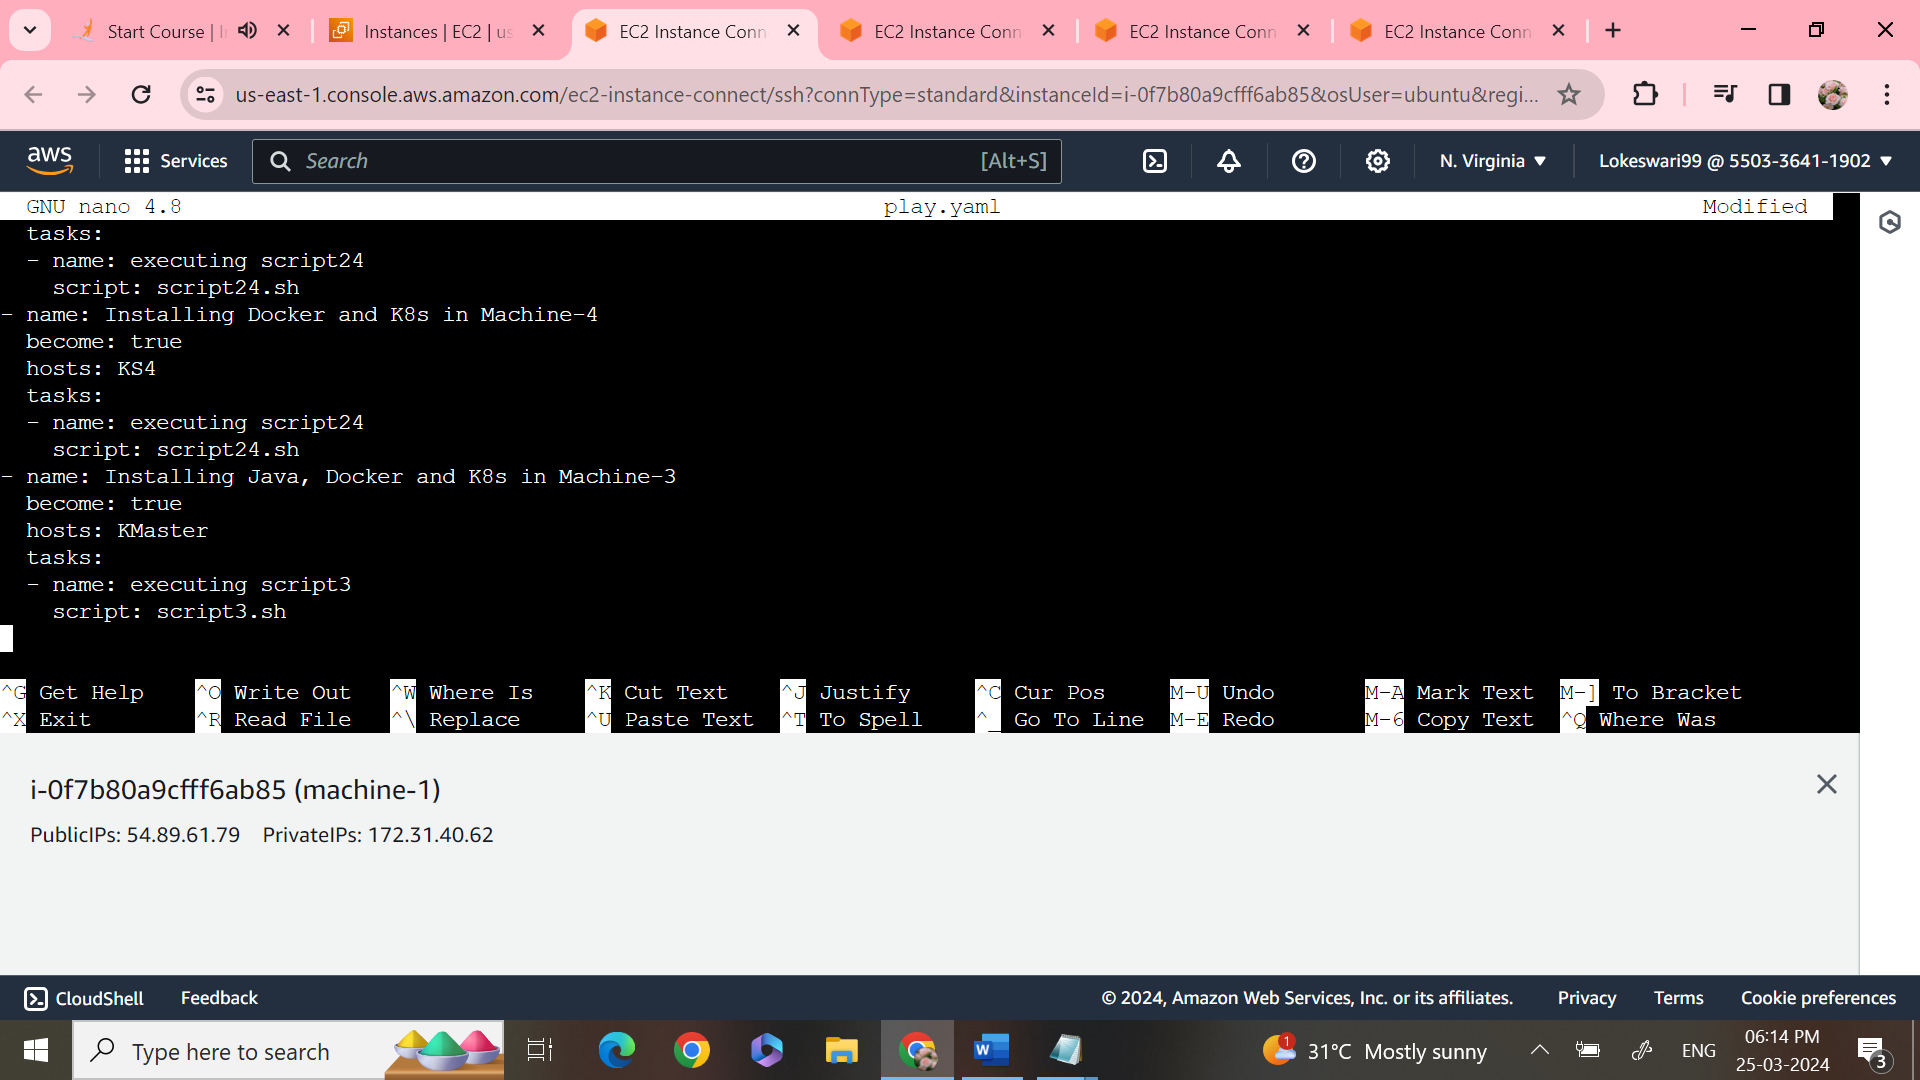 Start Course | I
Instances | EC2 | us
EC2 Instance Conn
EC2 Instance Conn
EC2 Instance Conn
EC2 Instance Conn
us-east-1.console.aws.amazon.com/ec2-instance-connect/ssh?connType=standard&instanceId=i-0f7b80a9cfff6ab85&osUser=ubuntu&regi...
aws Services Search [Alt+S] N. Virginia ▼ Lokeswari99 @ 5503-3641-1902 ▼
GNU nano 4.8 play.yaml Modified
tasks:
- name: executing script24
script: script24.sh
- name: Installing Docker and K8s in Machine-4
become: true
hosts: KS4
tasks:
- name: executing script24
script: script24.sh
- name: Installing Java, Docker and K8s in Machine-3
become: true
hosts: KMaster
tasks:
- name: executing script3
script: script3.sh
^G Get Help ^O Write Out ^W Where Is ^K Cut Text ^J Justify ^C Cur Pos M-U Undo M-A Mark Text M-] To Bracket
^X Exit ^R Read File ^\ Replace ^U Paste Text ^T To Spell ^_ Go To Line M-E Redo M-6 Copy Text ^Q Where Was
i-0f7b80a9cfff6ab85 (machine-1)
PublicIPs: 54.89.61.79 PrivateIPs: 172.31.40.62
CloudShell Feedback © 2024, Amazon Web Services, Inc. or its affiliates. Privacy Terms Cookie preferences
Type here to search
W
1
31°C Mostly sunny
ENG
06:14 PM
25-03-2024
3